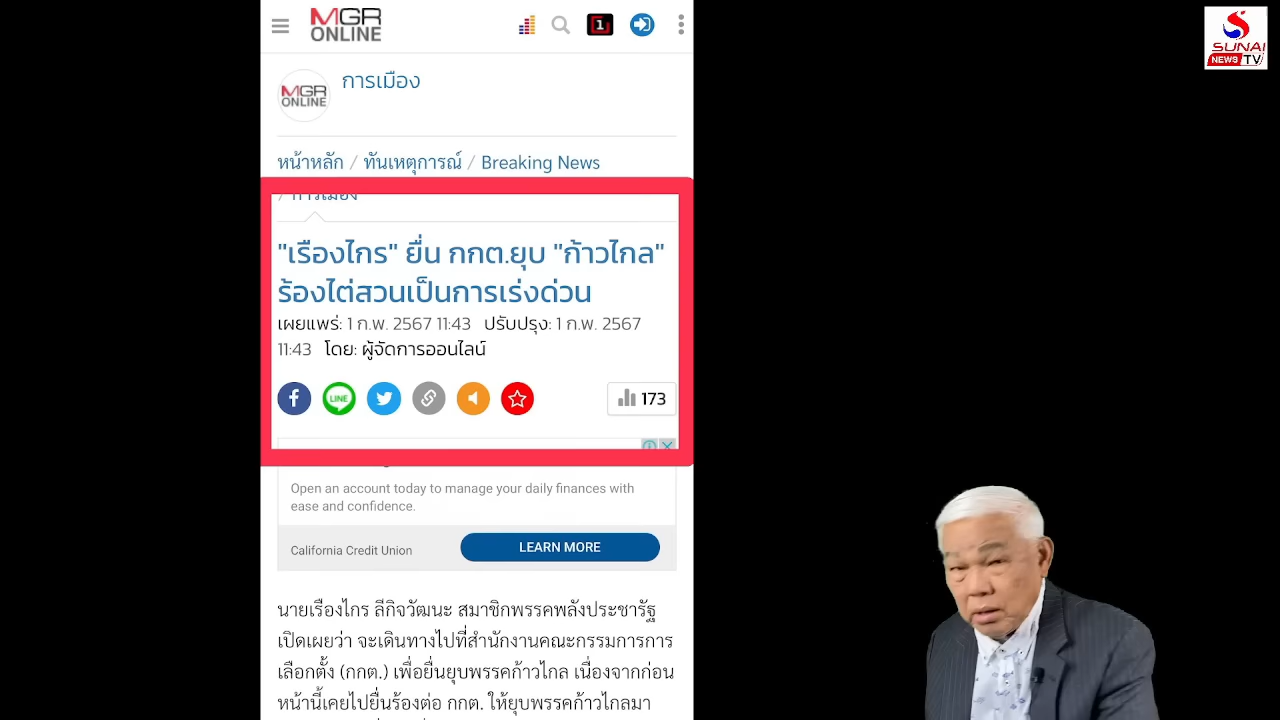 MGR
ONLINE
1
SUNAI
NEWS TV
MGR
ONLINE
การเมือง
หน้าหลัก / ทันเหตุการณ์ / Breaking News
/ การเมือง
"เรืองไกร" ยื่น กกต.ยุบ "ก้าวไกล"
ร้องไต่สวนเป็นการเร่งด่วน
เผยแพร่: 1 ก.พ. 2567 11:43 ปรับปรุง: 1 ก.พ. 2567
11:43 โดย: ผู้จัดการออนไลน์
LINE
173
Open an account today to manage your daily finances with
ease and confidence.
California Credit Union
LEARN MORE
นายเรืองไกร ลีกิจวัฒนะ สมาชิกพรรคพลังประชารัฐ
เปิดเผยว่า จะเดินทางไปที่สำนักงานคณะกรรมการการ
เลือกตั้ง (กกต.) เพื่อยื่นยุบพรรคก้าวไกล เนื่องจากก่อน
หน้านี้เคยไปยื่นร้องต่อ กกต. ให้ยุบพรรคก้าวไกลมา